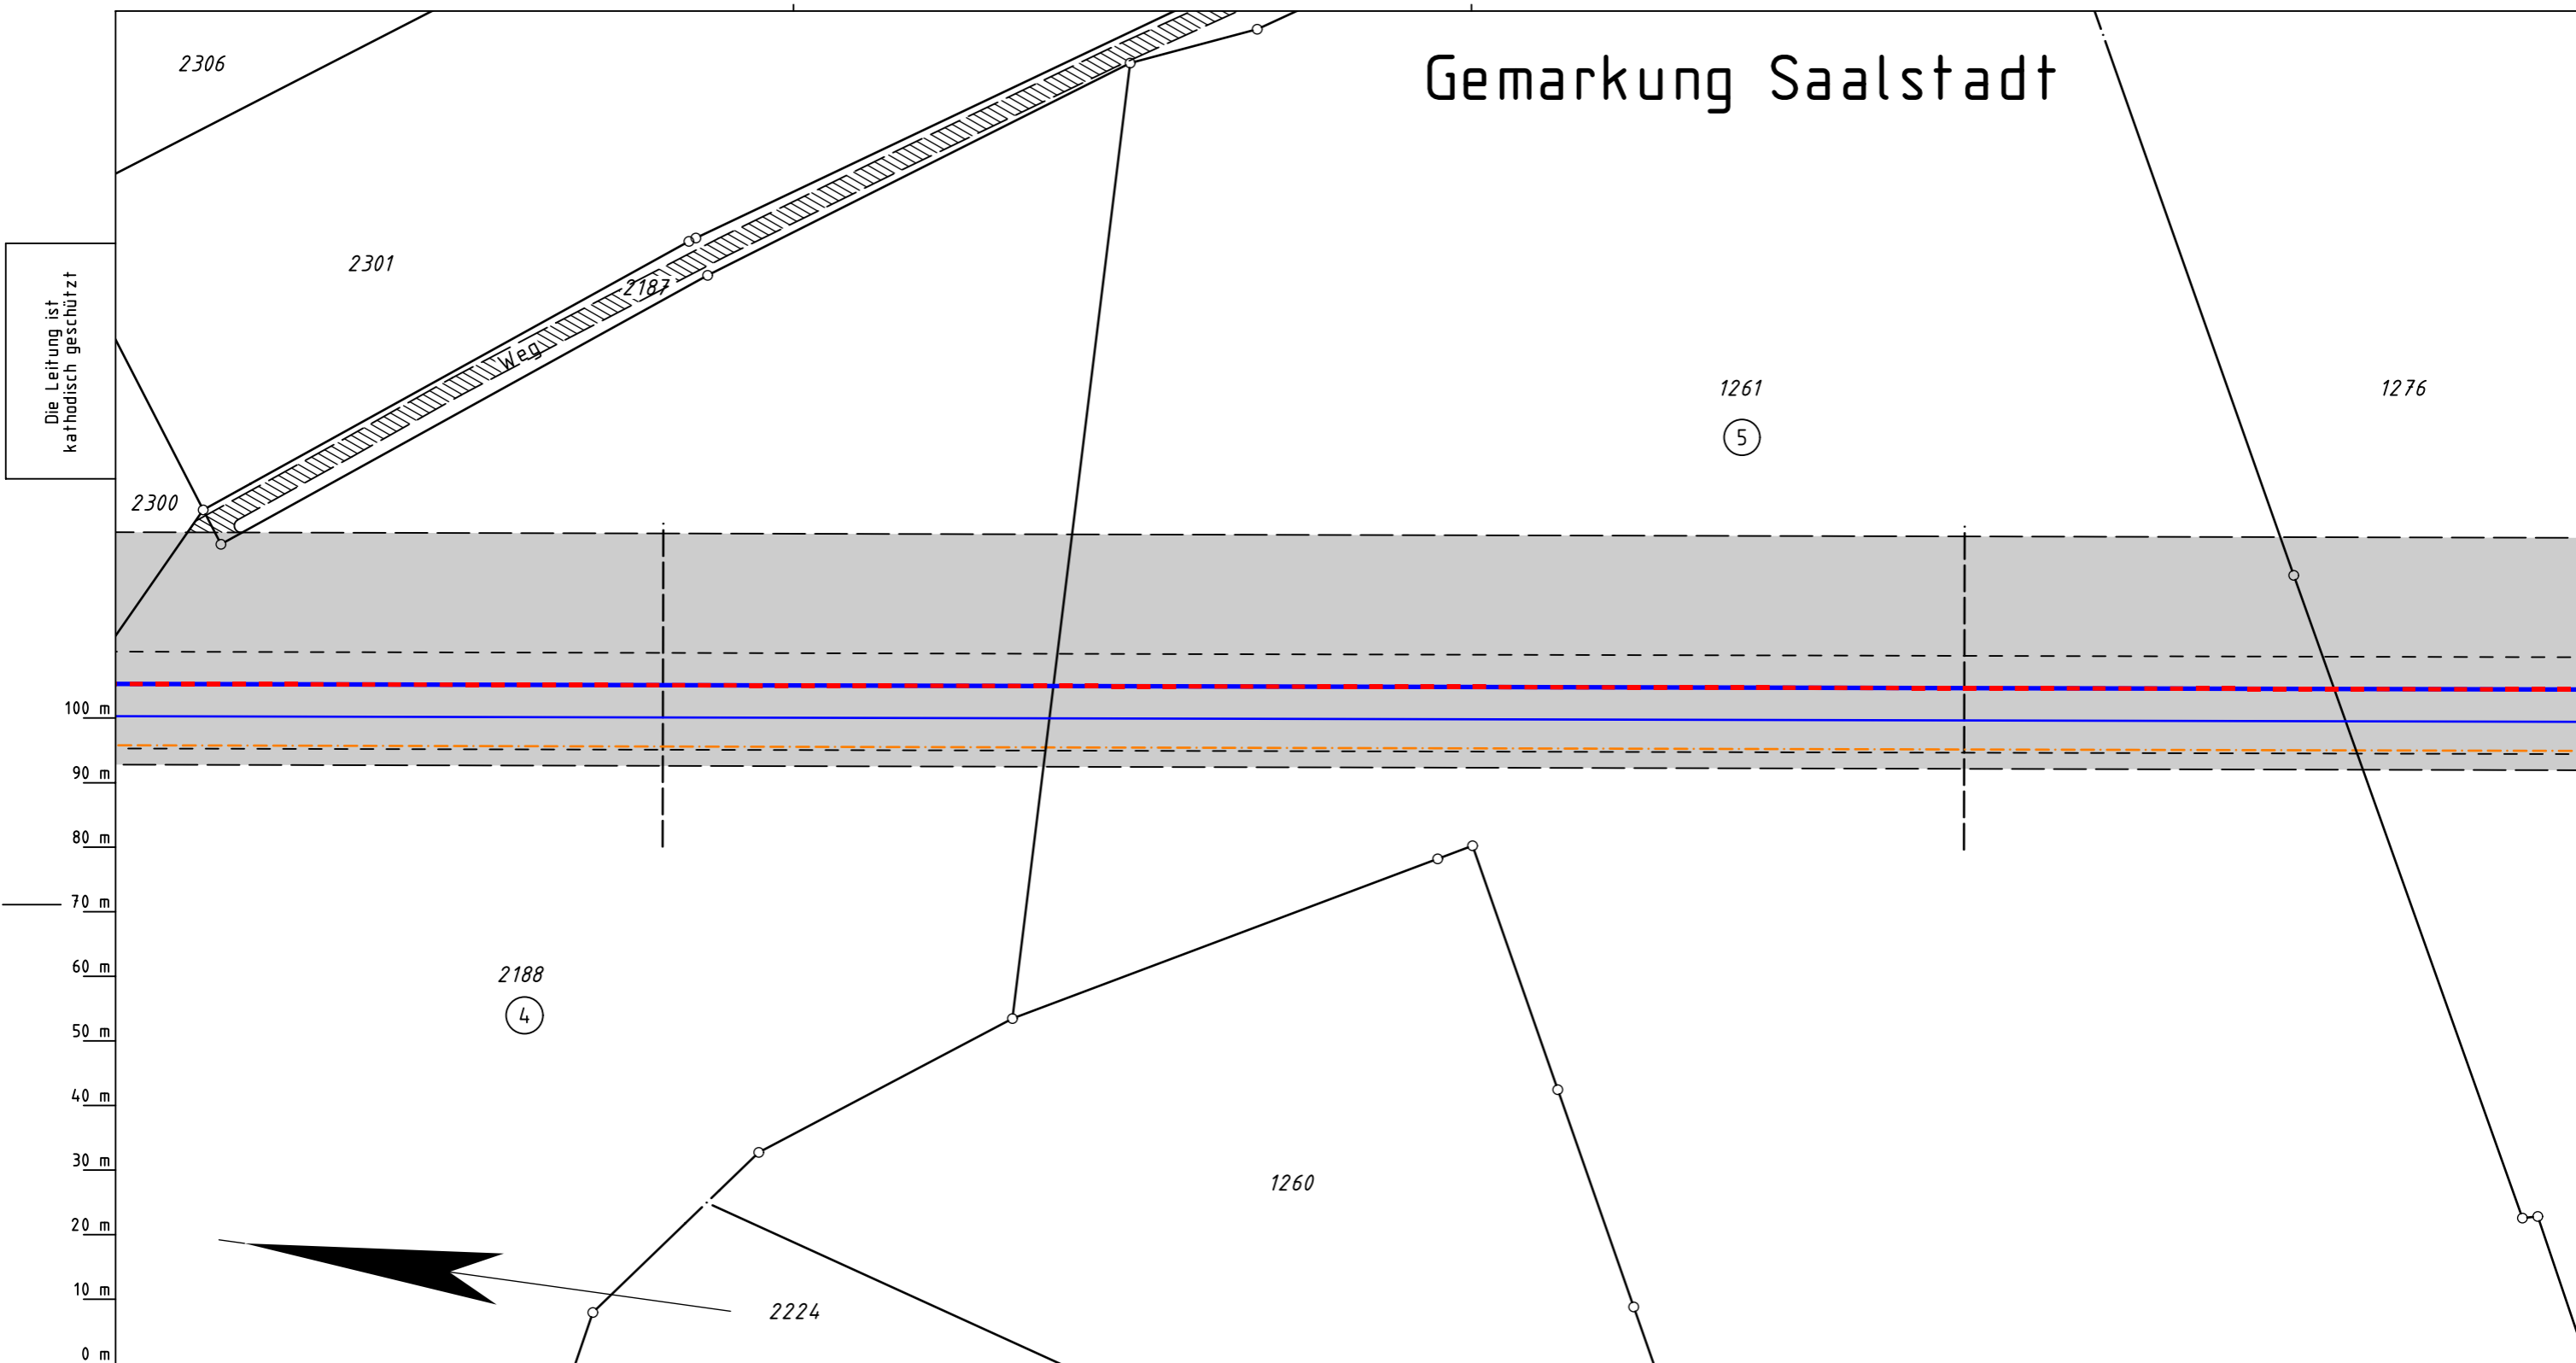 2306
Gemarkung Saalstadt
2301
2187
Weg
Die Leitung ist
kathodisch geschützt
1261
5
1276
2300
100 m
90 m
80 m
70 m
60 m
50 m
40 m
30 m
20 m
10 m
0 m
2188
4
1260
2224